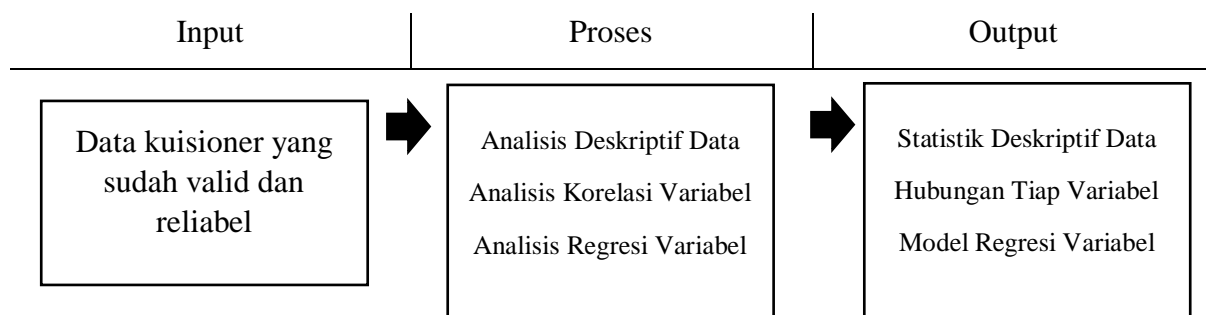 Input
Proses
Output
Data kuisioner yang
sudah valid dan
reliabel
Analisis Deskriptif Data
Analisis Korelasi Variabel
Analisis Regresi Variabel
Statistik Deskriptif Data
Hubungan Tiap Variabel
Model Regresi Variabel